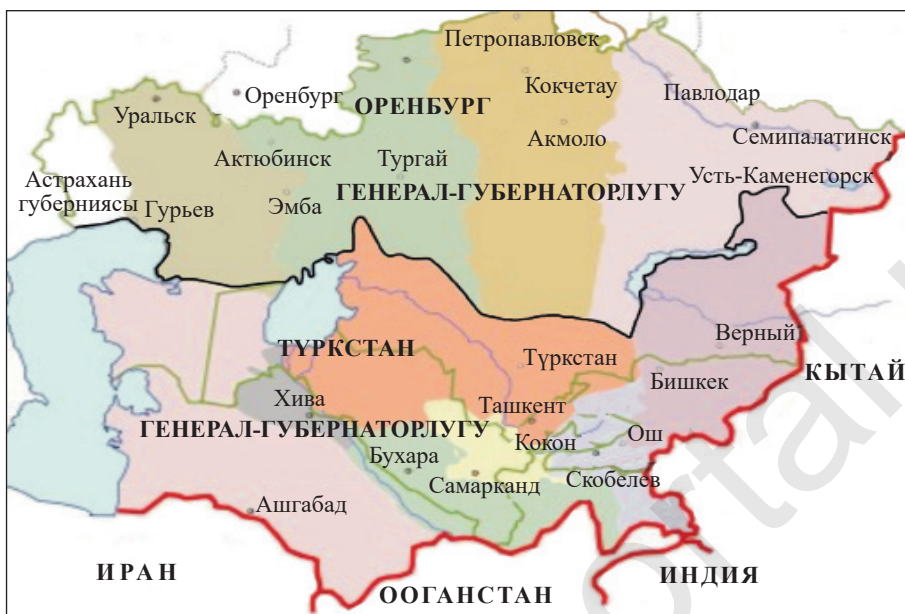 Петропавловск
Оренбург
Кокчетау
Павлодар
Уральск
ОРЕНБУРГ
Акмоло
Семипалатинск
Актюбинск
Тургай
Астрахань
губерниясы
Гурьев
Эмба
ГЕНЕРАЛ-ГУБЕРНАТОРЛУГУ
Усть-Каменегорск
Верный
ТҮРКСТАН
Түркстан
КЫТАЙ
Бишкек
Хива
Ташкент
ГЕНЕРАЛ-ГУБЕРНАТОРЛУГУ
Кокон
Ош
Бухара
Самарканд
Скобелев
Ашгабад
ИРАН
ООГАНСТАН
ИНДИЯ
ortal